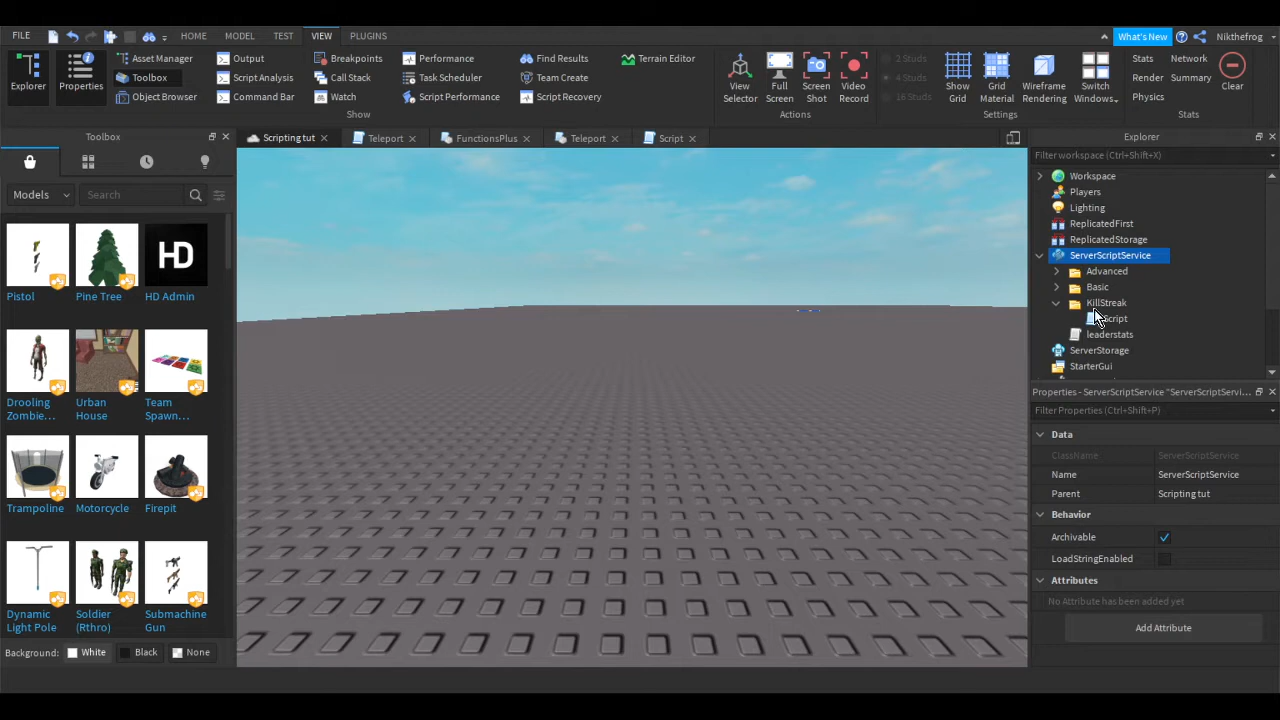 FILE HOME MODEL TEST VIEW PLUGINS What's New Nikthefrog
Explorer Properties Asset Manager Output Breakpoints Performance Find Results Terrain Editor
Toolbox Script Analysis Call Stack Task Scheduler Team Create
Object Browser Command Bar Watch Script Performance Script Recovery
Show
View Selector Full Screen Screen Shot Video Record
Actions
2 Studs
4 Studs
16 Studs
Show Grid Grid Material Wireframe Rendering Switch Windows
Settings
Stats Network
Render Summary
Physics
Stats
Clear
Toolbox
Scripting tut Teleport FunctionsPlus Teleport Script
Models Search
Pistol Pine Tree HD Admin
HD
Drooling Zombie... Urban House Team Spawn...
Trampoline Motorcycle Firepit
Dynamic Light Pole Soldier (Rthro) Submachine Gun
Background: White Black None
Explorer
Filter workspace (Ctrl+Shift+X)
Workspace
Players
Lighting
ReplicatedFirst
ReplicatedStorage
ServerScriptService
Advanced
Basic
KillStreak
Script
leaderstats
ServerStorage
StarterGui
Properties - ServerScriptService "ServerScriptServi...
Filter Properties (Ctrl+Shift+P)
Data
ClassName ServerScriptService
Name ServerScriptService
Parent Scripting tut
Behavior
Archivable
LoadStringEnabled
Attributes
No Attribute has been added yet
Add Attribute